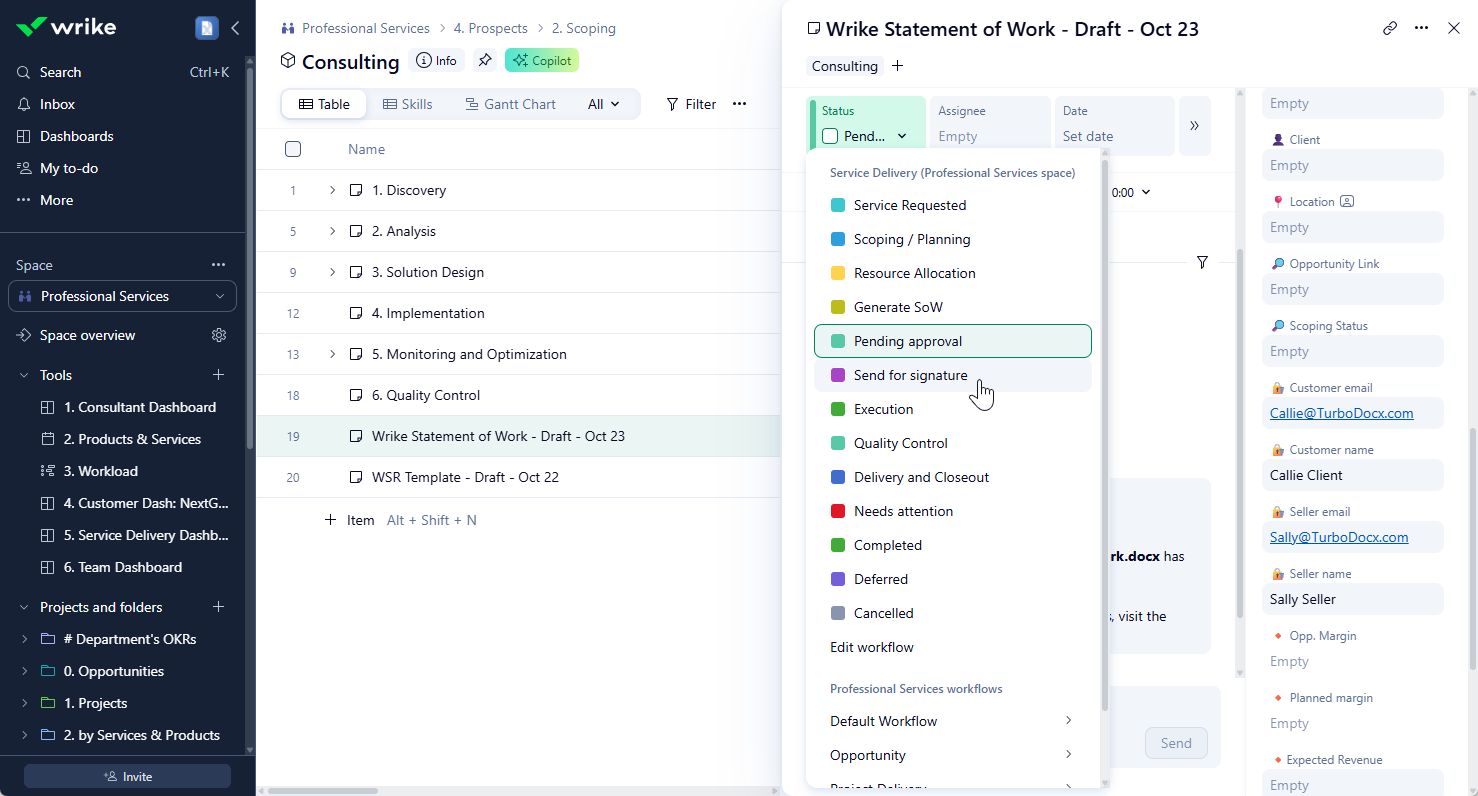 wrike
Search Ctrl+K
Inbox
Dashboards
My to-do
More
Space
Professional Services
Space overview
Tools
1. Consultant Dashboard
2. Products & Services
3. Workload
4. Customer Dash: NextG...
5. Service Delivery Dashb...
6. Team Dashboard
Projects and folders
# Department's OKRs
0. Opportunities
1. Projects
2. by Services & Products
Invite
Professional Services 4. Prospects 2. Scoping
Consulting Info Copilot
Table Skills Gantt Chart All Filter
Name
1 1. Discovery
5 2. Analysis
9 3. Solution Design
12 4. Implementation
13 5. Monitoring and Optimization
18 6. Quality Control
19 Wrike Statement of Work - Draft - Oct 23
20 WSR Template - Draft - Oct 22
Item Alt + Shift + N
Wrike Statement of Work - Draft - Oct 23
Consulting
Status Assignee Date
Pend... Empty Set date
0:00
Service Delivery (Professional Services space)
Service Requested
Scoping / Planning
Resource Allocation
Generate SoW
Pending approval
Send for signature
Execution
Quality Control
Delivery and Closeout
Needs attention
Completed
Deferred
Cancelled
Edit workflow
Professional Services workflows
Default Workflow
Opportunity
Project Delivery
rk.docx has
, visit the
Send
Empty
Client
Empty
Location
Empty
Opportunity Link
Empty
Scoping Status
Empty
Customer email
Callie@TurboDocx.com
Customer name
Callie Client
Seller email
Sally@TurboDocx.com
Seller name
Sally Seller
Opp. Margin
Empty
Planned margin
Empty
Expected Revenue
Empty